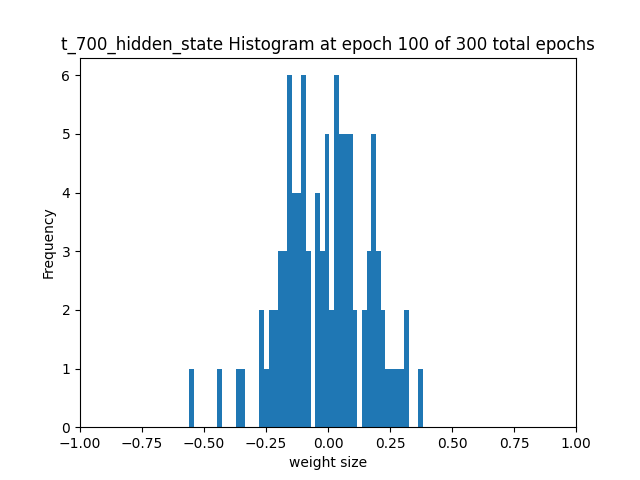 t_700_hidden_state Histogram at epoch 100 of 300 total epochs
6
5
4
3
2
1
0
Frequency
−1.00 −0.75 −0.50 −0.25 0.00 0.25 0.50 0.75 1.00
weight size